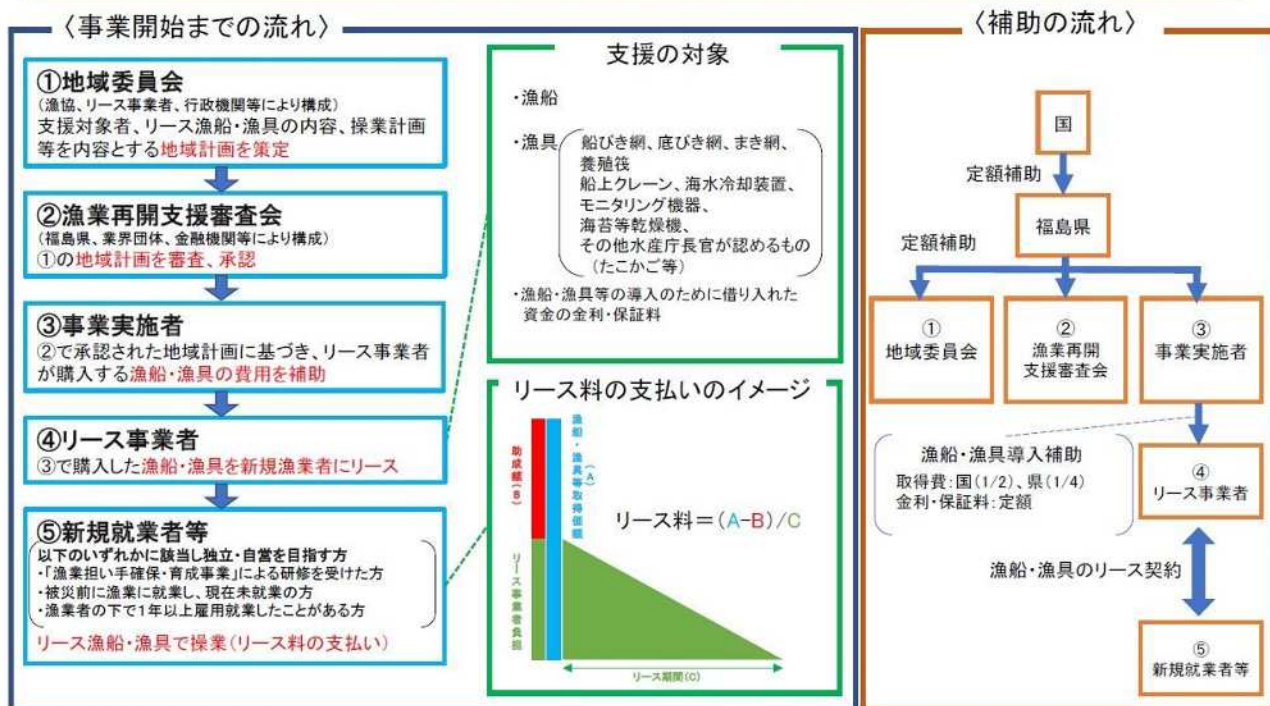 〈事業開始までの流れ〉
①地域委員会
(漁協、リース事業者、行政機関等により構成)
支援対象者、リース漁船・漁具の内容、操業計画
等を内容とする地域計画を策定
②漁業再開支援審査会
(福島県、業界団体、金融機関等により構成)
①の地域計画を審査、承認
③事業実施者
②で承認された地域計画に基づき、リース事業者
が購入する漁船・漁具の費用を補助
④リース事業者
③で購入した漁船・漁具を新規漁業者にリース
⑤新規就業者等
以下のいずれかに該当し独立・自営を目指す方
・「漁業担い手確保・育成事業」による研修を受けた方
・被災前に漁業に就業し、現在未就業の方
・漁業者の下で1年以上雇用就業したことがある方
リース漁船・漁具で操業(リース料の支払い)
支援の対象
・漁船
・漁具
船びき網、底びき網、まき網、
養殖筏
船上クレーン、海水冷却装置、
モニタリング機器、
海苔等乾燥機、
その他水産庁長官が認めるもの
(たこかご等)
・漁船・漁具等の導入のために借り入れた
資金の金利・保証料
リース料の支払いのイメージ
助成額(B)
漁船・漁具等取得価額
(A)
リース事業者負担
リース料=(A-B)/C
リース期間(C)
〈補助の流れ〉
国
定額補助
福島県
定額補助
①
地域委員会
②
漁業再開
支援審査会
③
事業実施者
漁船・漁具導入補助
取得費:国(1/2)、県(1/4)
金利・保証料:定額
④
リース事業者
漁船・漁具のリース契約
⑤
新規就業者等